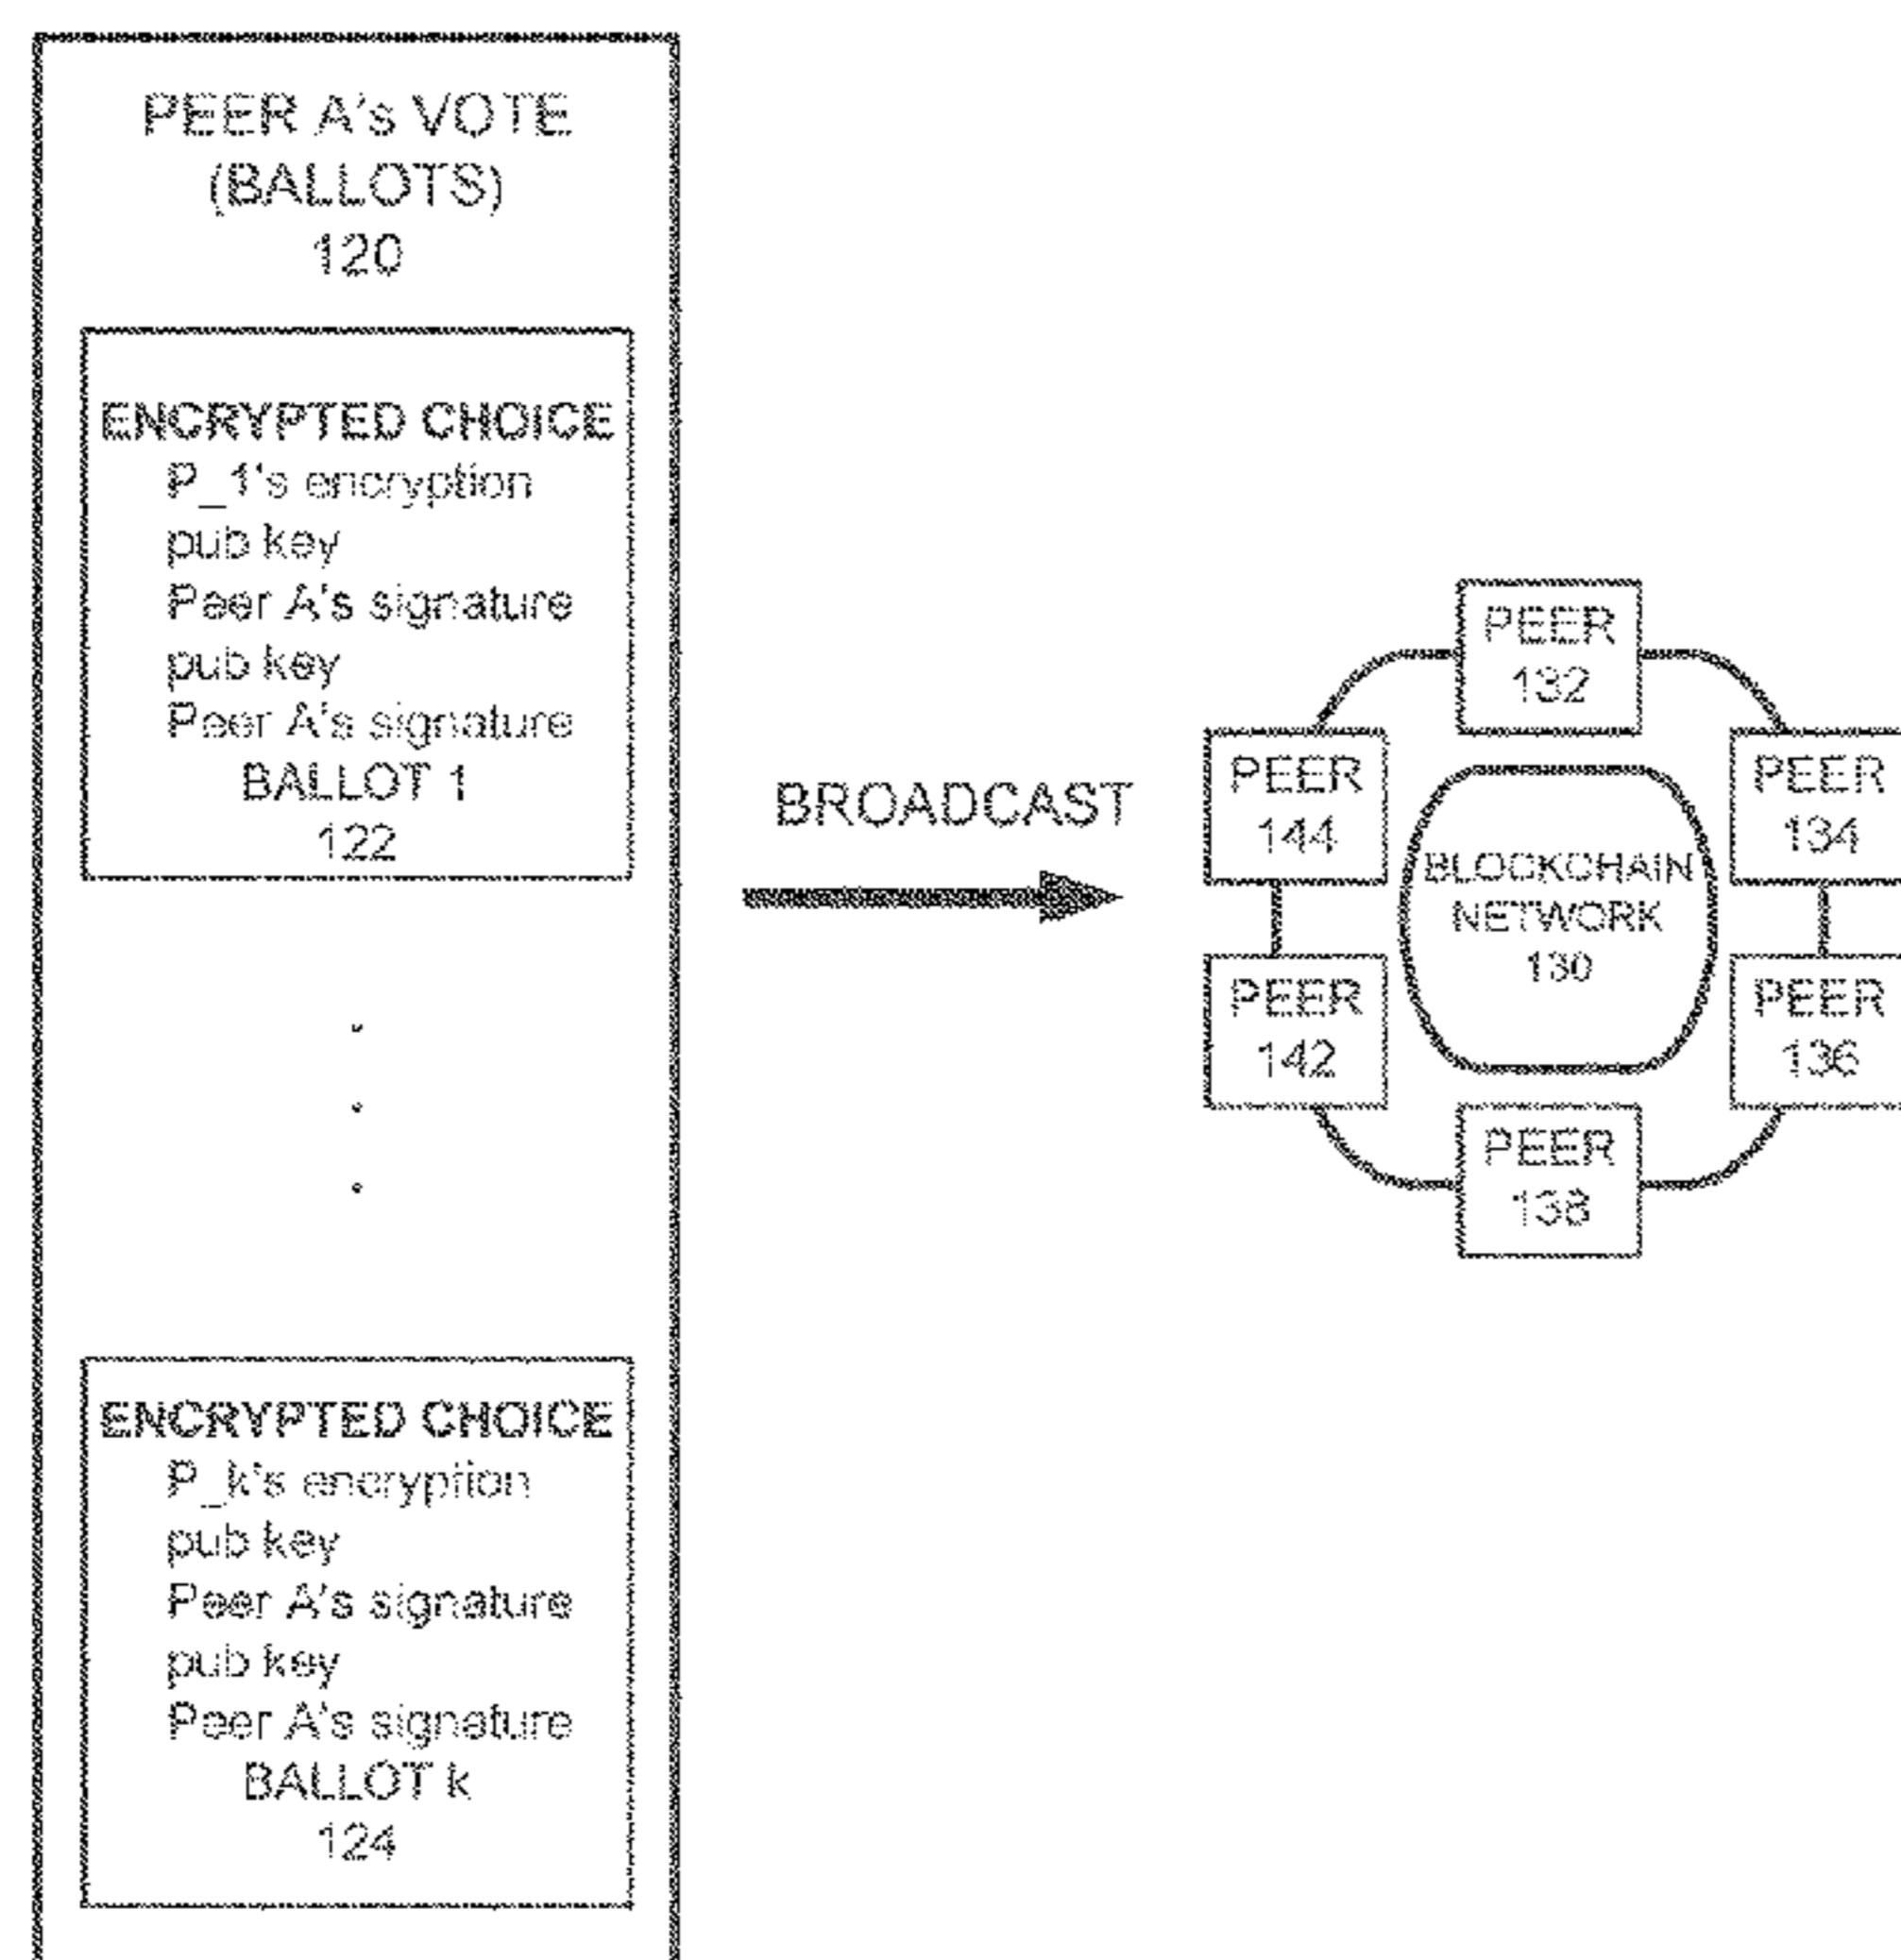 PEER A's VOTE
(BALLOTS)
120
ENCRYPTED CHOICE
P_1's encryption
pub key
Peer A's signature
pub key
Peer A's signature
BALLOT 1
122
ENCRYPTED CHOICE
P_k's encryption
pub key
Peer A's signature
pub key
Peer A's signature
BALLOT k
124
BROADCAST
PEER
132
PEER
144
PEER
134
BLOCKCHAIN
NETWORK
130
PEER
142
PEER
136
PEER
138